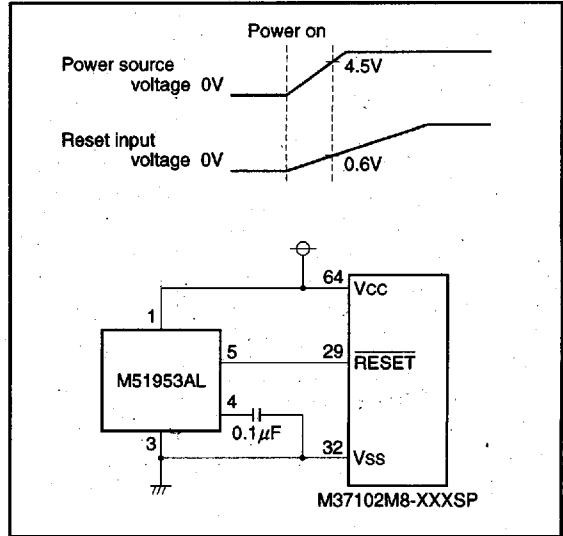 Power on
Power source
voltage 0V
4.5V
Reset input
voltage 0V
0.6V
64
VCC
1
5
29
RESET
M51953AL
4
0.1μF
3
32
VSS
M37102M8-XXXSP